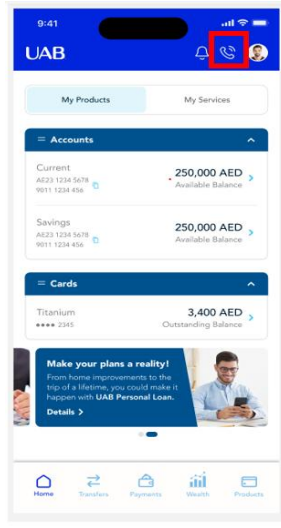 9:41
UAB
My Products
My Services
= Accounts
Current
AE23 1234 5678
9011 1234 456
250,000 AED
Available Balance
Savings
AE23 1234 5678
9011 1234 456
250,000 AED
Available Balance
= Cards
Titanium
•••• 2345
3,400 AED
Outstanding Balance
Make your plans a reality!
From home improvements to the
trip of a lifetime, you could make it
happen with UAB Personal Loan.
Details >
Home
Transfers
Payments
Wealth
Products